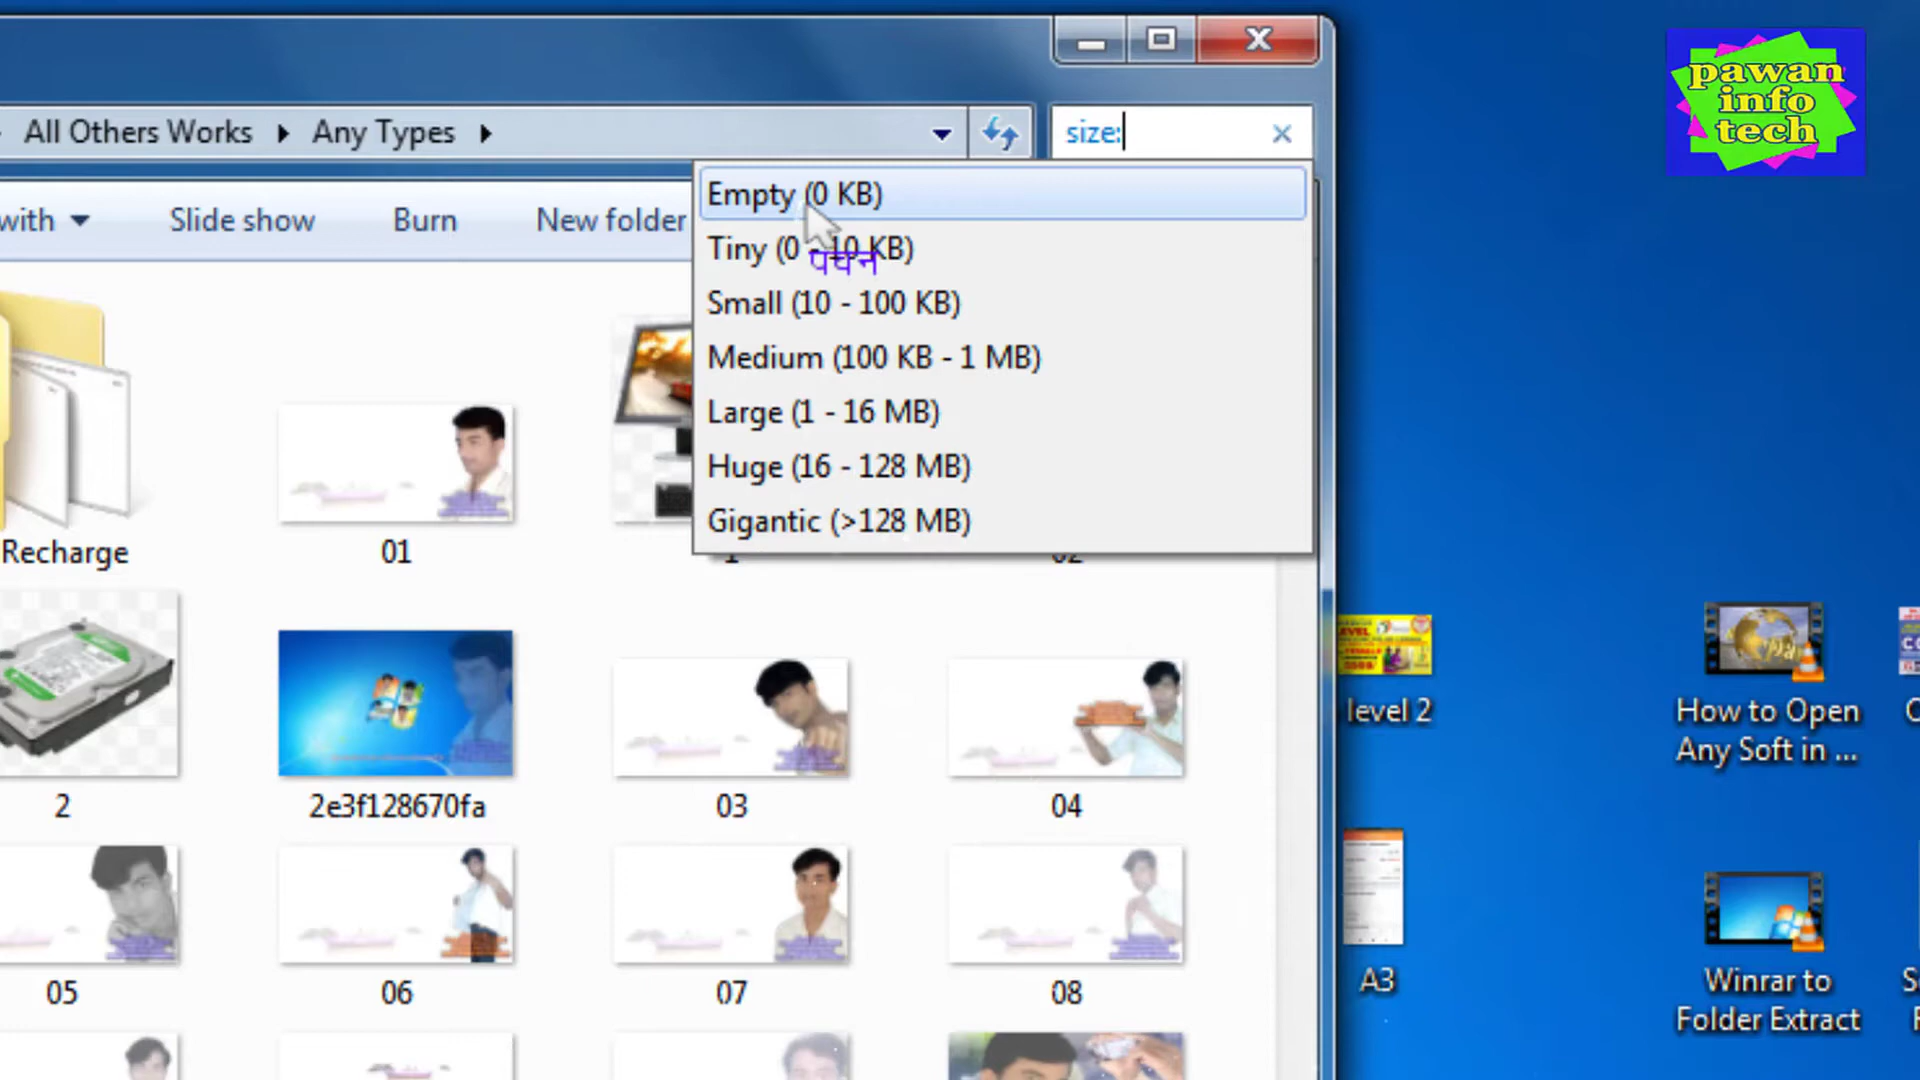 pawan
info
tech
All Others Works
Any Types
size:
with
Slide show
Burn
New folder
Empty (0 KB)
Tiny (0 - 10 KB)
पवन
Small (10 - 100 KB)
Medium (100 KB - 1 MB)
Large (1 - 16 MB)
Huge (16 - 128 MB)
Gigantic (>128 MB)
Recharge
01
1
02
2
2e3f128670fa
03
04
level 2
How to Open
Any Soft in ...
05
06
07
08
A3
Winrar to
Folder Extract